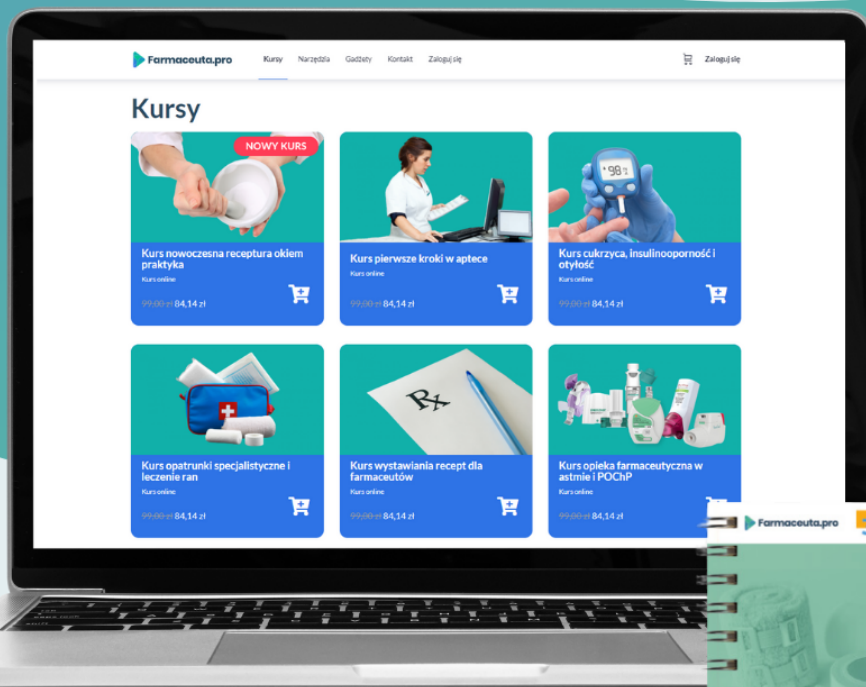 Farmaceuta.pro
Kursy
Narzędzia
Gadżety
Kontakt
Zaloguj się
Zaloguj się
Kursy
NOWY KURS
98
Kurs nowoczesna receptura okiem
praktyka
Kurs online
99,00 zł 84,14 zł
Kurs pierwsze kroki w aptece
Kurs online
99,00 zł 84,14 zł
Kurs cukrzyca, insulinooporność i
otyłość
Kurs online
99,00 zł 84,14 zł
Rx
Kurs opatrunki specjalistyczne i
leczenie ran
Kurs online
99,00 zł 84,14 zł
Kurs wystawiania recept dla
farmaceutów
Kurs online
99,00 zł 84,14 zł
Kurs opieka farmaceutyczna w
astmie i POChP
Kurs online
99,00 zł 84,14 zł
Farmaceuta.pro